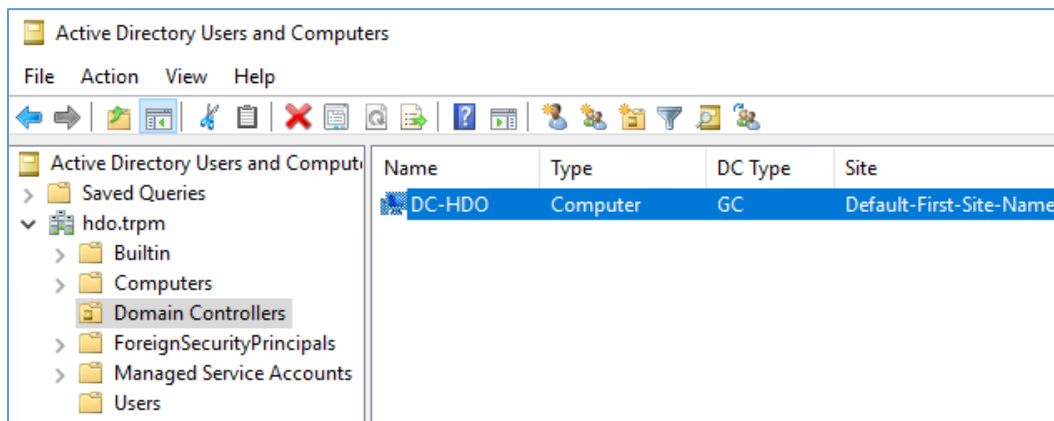 Active Directory Users and Computers
File Action View Help
Active Directory Users and Comput
Saved Queries
hdo.trpm
Builtin
Computers
Domain Controllers
ForeignSecurityPrincipals
Managed Service Accounts
Users
Name Type DC Type Site
DC-HDO Computer GC Default-First-Site-Name